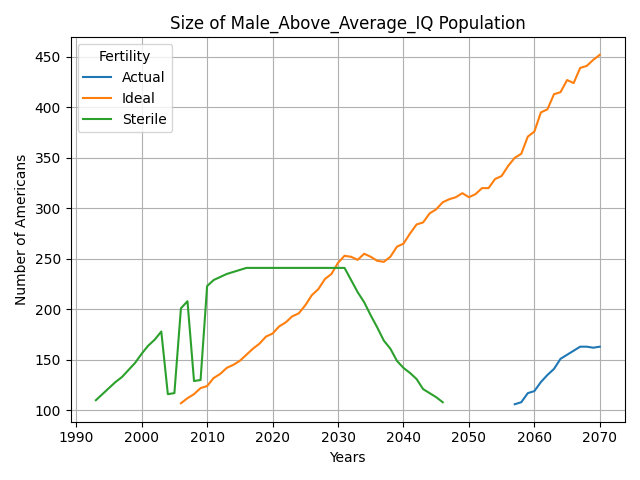 Size of Male_Above_Average_IQ Population
Fertility
Actual
Ideal
Sterile
Number of Americans
450
400
350
300
250
200
150
100
1990 2000 2010 2020 2030 2040 2050 2060 2070
Years